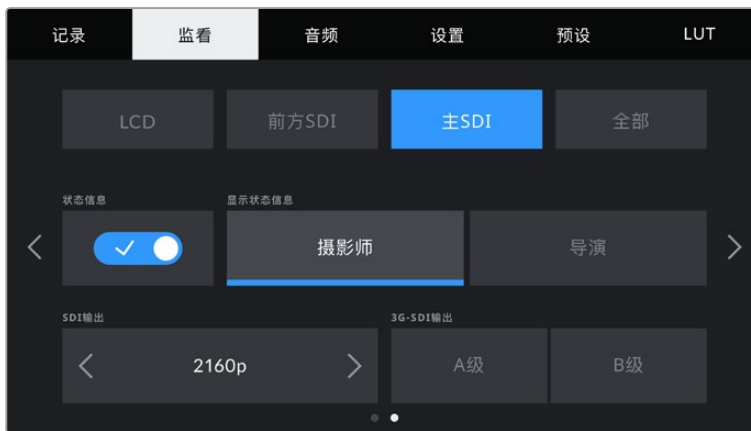 记录 监看 音频 设置 预设 LUT
LCD 前方SDI 主SDI 全部
状态信息 显示状态信息
摄影师 导演
SDI输出 3G-SDI输出
2160p A级 B级